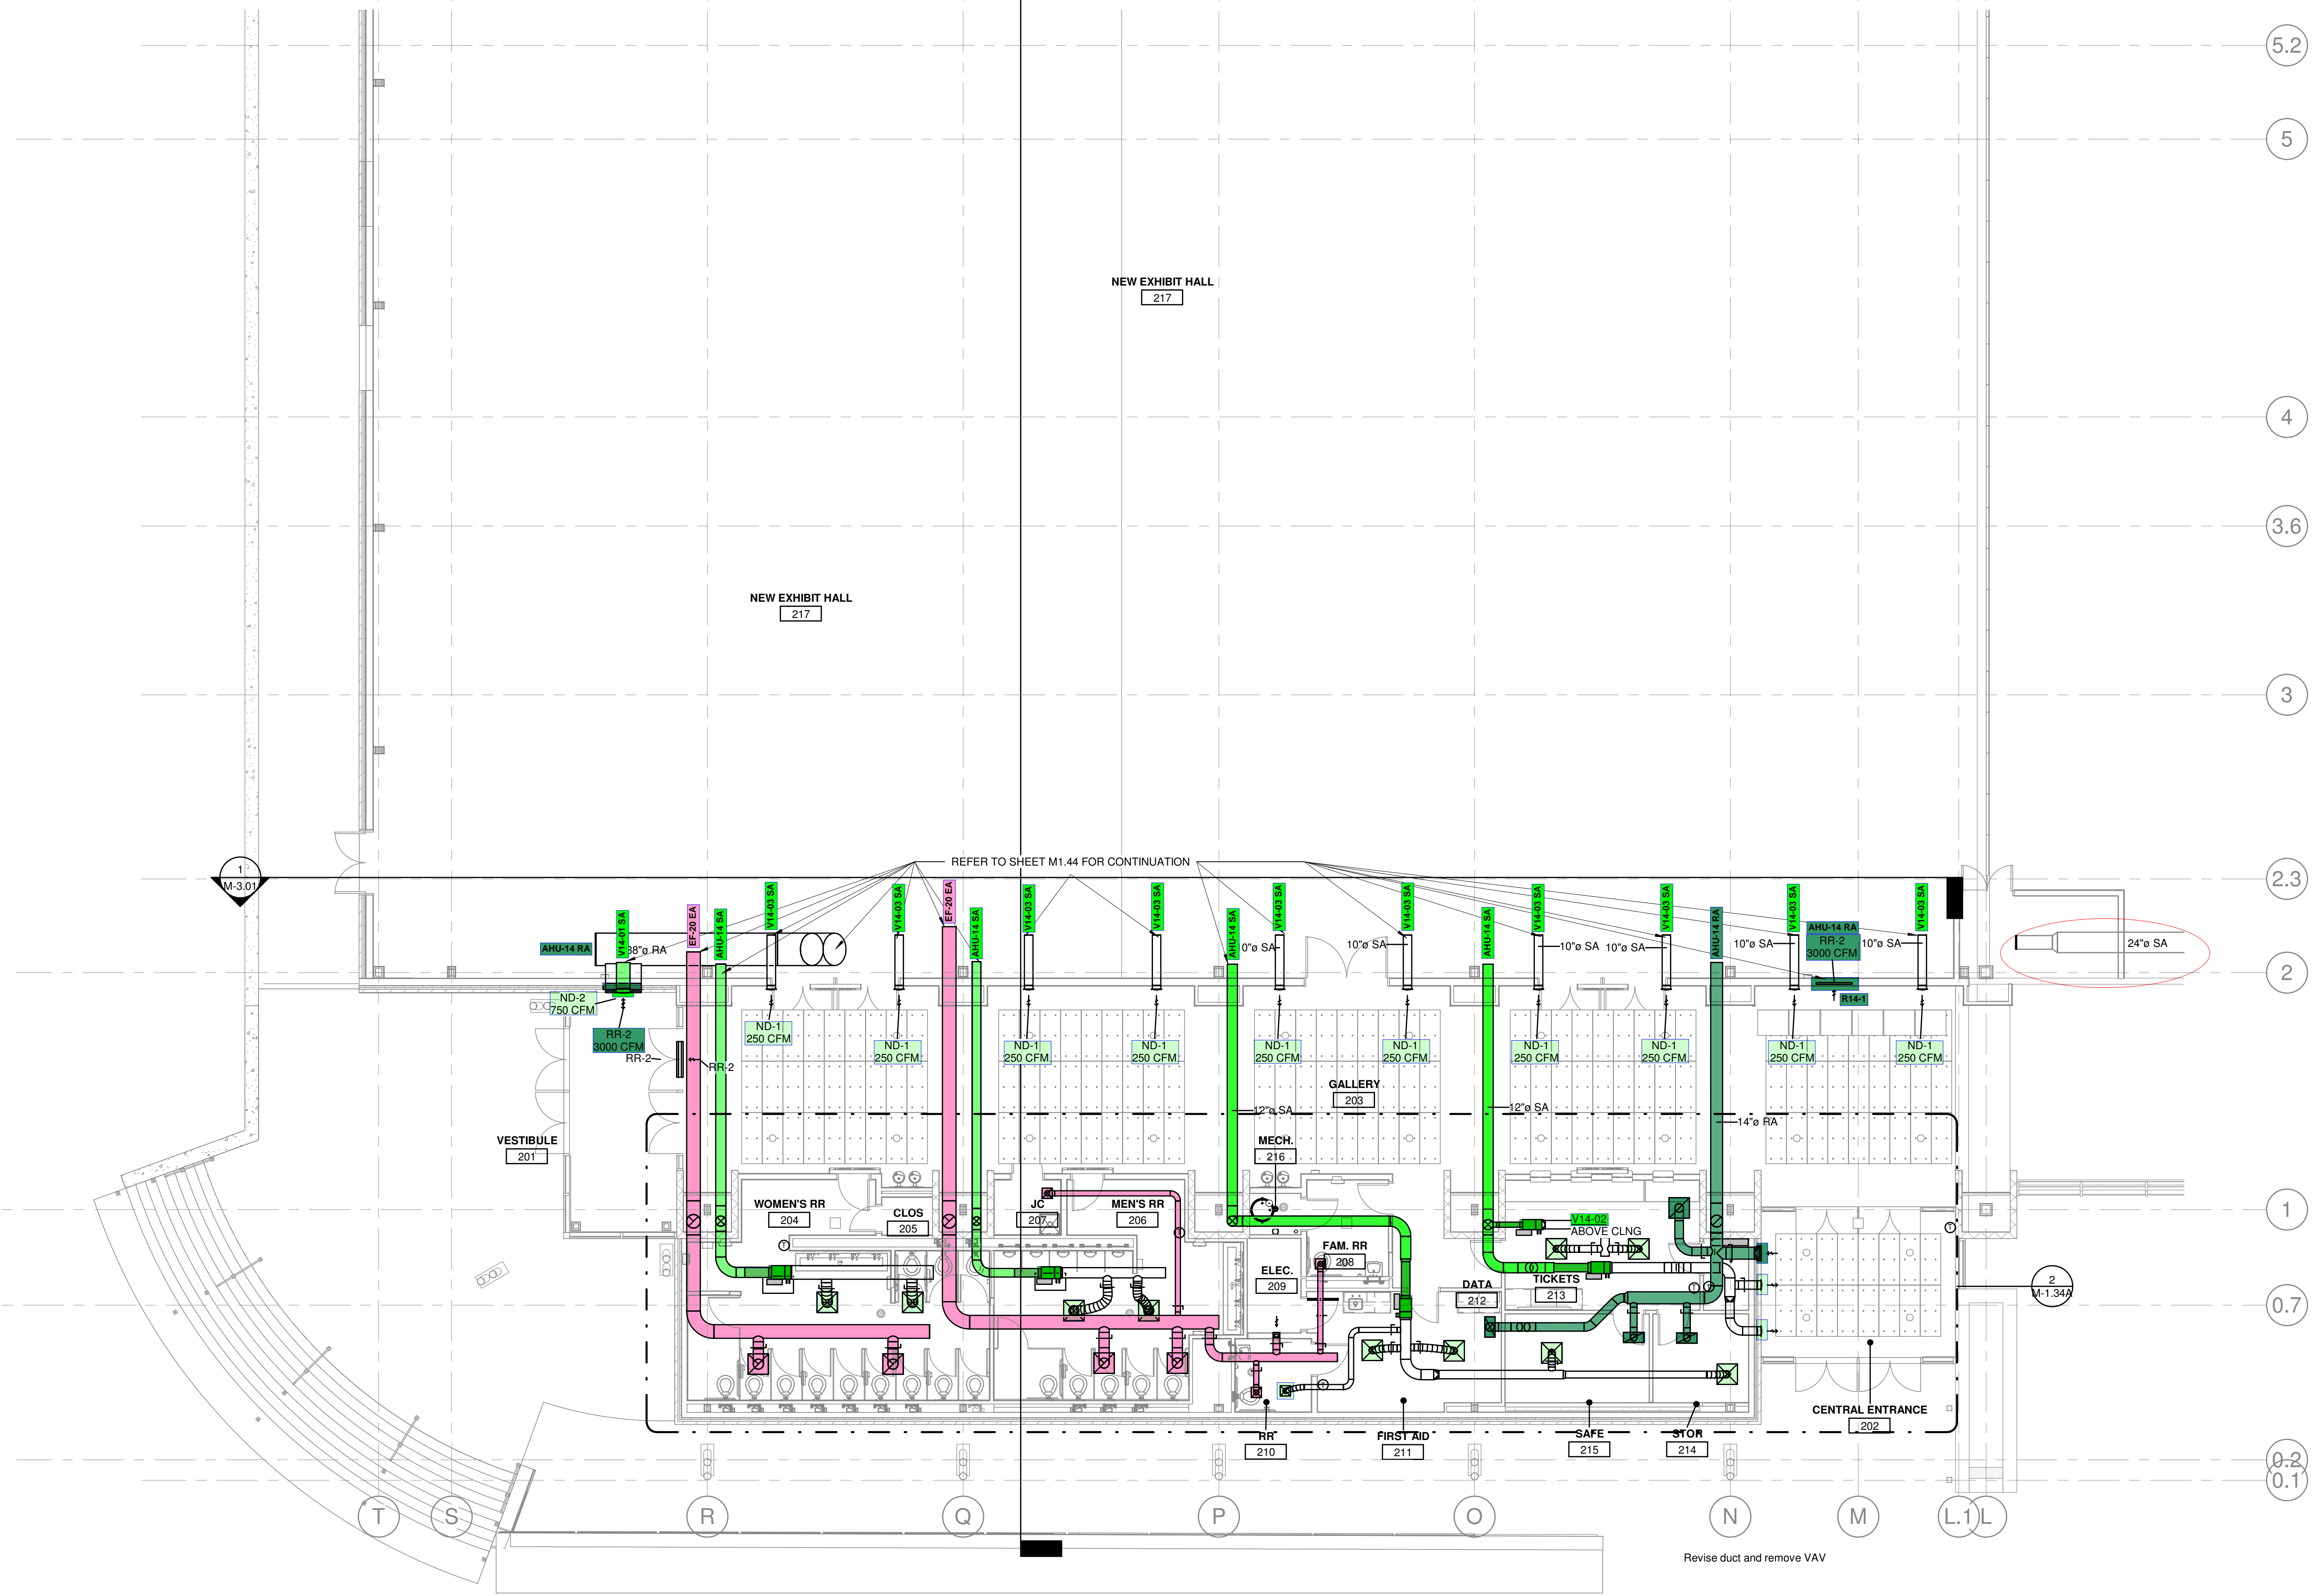 5.2
5
NEW EXHIBIT HALL
217
4
3.6
NEW EXHIBIT HALL
217
3
REFER TO SHEET M1.44 FOR CONTINUATION
1
M-3.01
2.3
AHU-14 RA
V14-01 SA
38"ø RA
EF-20 EA
AHU-14 SA
V14-03 SA
V14-03 SA
EF-20 EA
AHU-14 SA
V14-03 SA
V14-03 SA
AHU-14 SA
0"ø SA
V14-03 SA
10"ø SA
V14-03 SA
AHU-14 SA
V14-03 SA
10"ø SA
10"ø SA
V14-03 SA
AHU-14 RA
10"ø SA
V14-03 SA
AHU-14 RA
RR-2
3000 CFM
10"ø SA
V14-03 SA
24"ø SA
2
R14-1
ND-2
750 CFM
RR-2
3000 CFM
RR-2
RR-2
ND-1
250 CFM
ND-1
250 CFM
ND-1
250 CFM
ND-1
250 CFM
ND-1
250 CFM
ND-1
250 CFM
ND-1
250 CFM
ND-1
250 CFM
ND-1
250 CFM
ND-1
250 CFM
GALLERY
203
12"ø SA
12"ø SA
14"ø RA
VESTIBULE
201
MECH.
216
WOMEN'S RR
204
CLOS
205
JC
207
MEN'S RR
206
1
V14-02
ABOVE CLNG
T
T
T
FAM. RR
208
ELEC.
209
DATA
212
TICKETS
213
T
T
2
M-1.34A
0.7
T
CENTRAL ENTRANCE
202
RR
210
FIRST AID
211
SAFE
215
STOR
214
0.2
0.1
T
S
R
Q
P
O
N
M
L.1
L
Revise duct and remove VAV